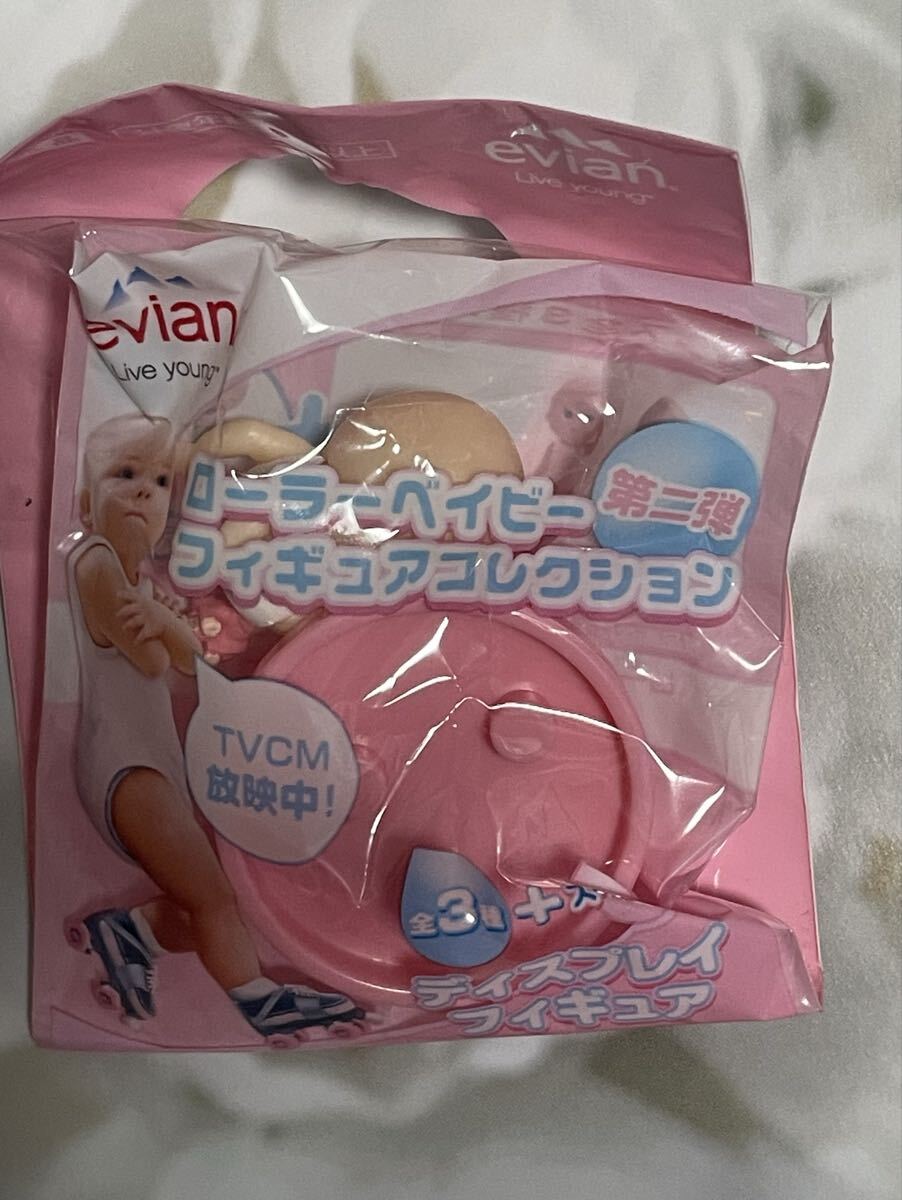 evian
Live young
evian
Live young
ローラーベイビー
第二弾
フィギュアコレクション
TVCM
放映中!
全3種
+
ディスプレイ
フィギュア